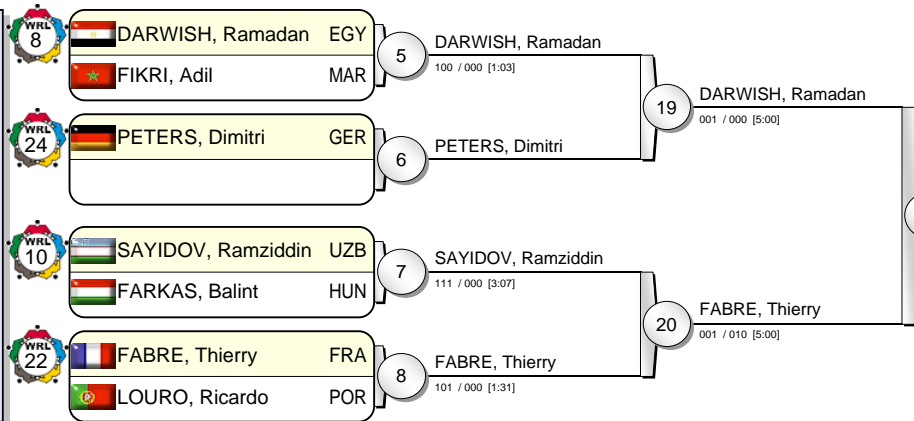 WRL
8
DARWISH, Ramadan EGY
FIKRI, Adil MAR
5
DARWISH, Ramadan
100 / 000 [1:03]
WRL
24
PETERS, Dimitri GER
6
PETERS, Dimitri
19
DARWISH, Ramadan
001 / 000 [5:00]
WRL
10
SAYIDOV, Ramziddin UZB
FARKAS, Balint HUN
7
SAYIDOV, Ramziddin
111 / 000 [3:07]
WRL
22
FABRE, Thierry FRA
LOURO, Ricardo POR
8
FABRE, Thierry
101 / 000 [1:31]
20
FABRE, Thierry
001 / 010 [5:00]